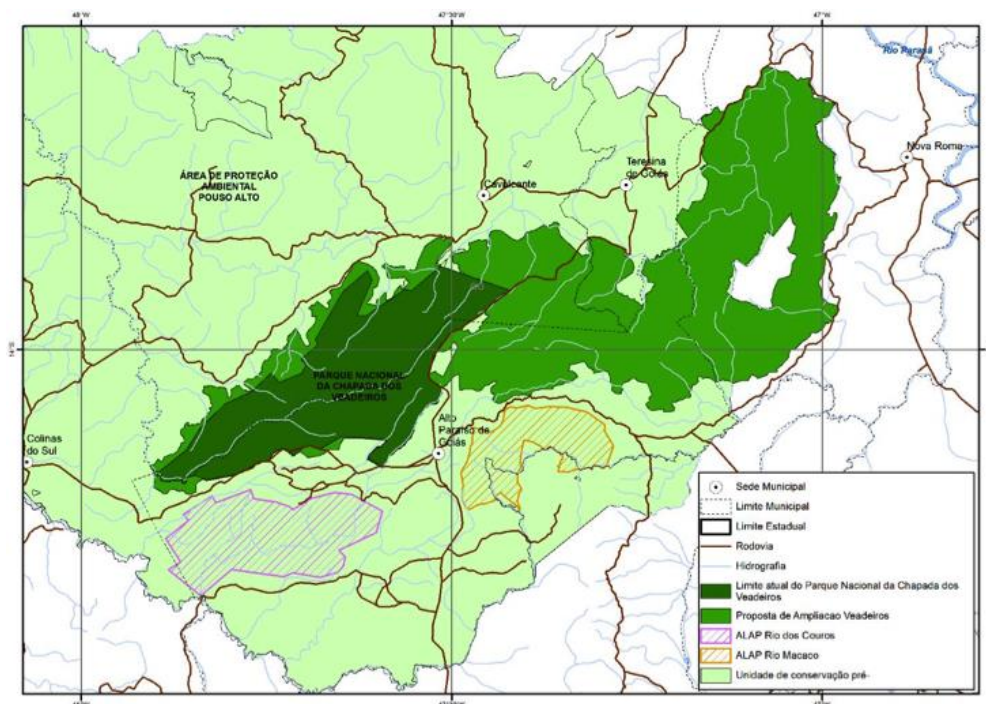 48°
47°30'
47°
Rio Paranã
Nova Roma
Teresina
de Goiás
Cavalcante
ÁREA DE PROTEÇÃO
AMBIENTAL
POUSO ALTO
14°S
PARQUE NACIONAL
DA CHAPADA DOS
VEADEIROS
Alto
Paraíso de
Goiás
Colinas
do Sul
Sede Municipal
Limite Municipal
Limite Estadual
Rodovia
Hidrografia
Limite atual do Parque Nacional da Chapada dos
Veadeiros
Proposta de Ampliacao Veadeiros
ALAP Rio dos Couros
ALAP Rio Macaco
Unidade de conservação pré-